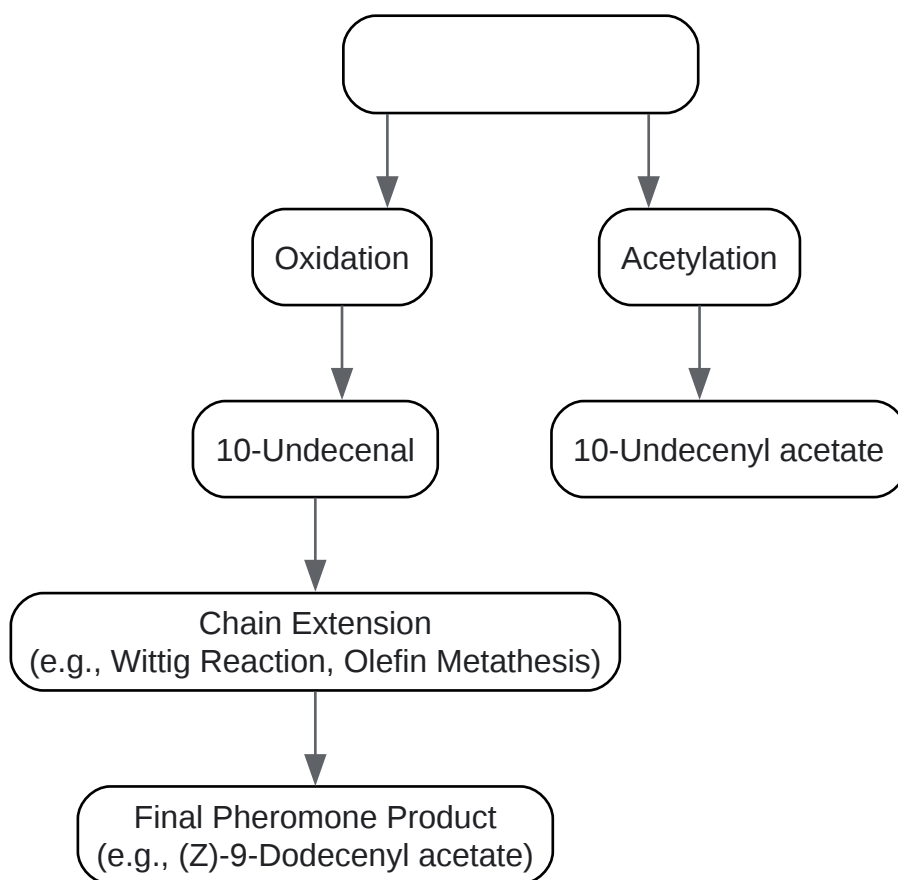 Oxidation
Acetylation
10-Undecenal
10-Undecenyl acetate
Chain Extension
(e.g., Wittig Reaction, Olefin Metathesis)
Final Pheromone Product
(e.g., (Z)-9-Dodecenyl acetate)